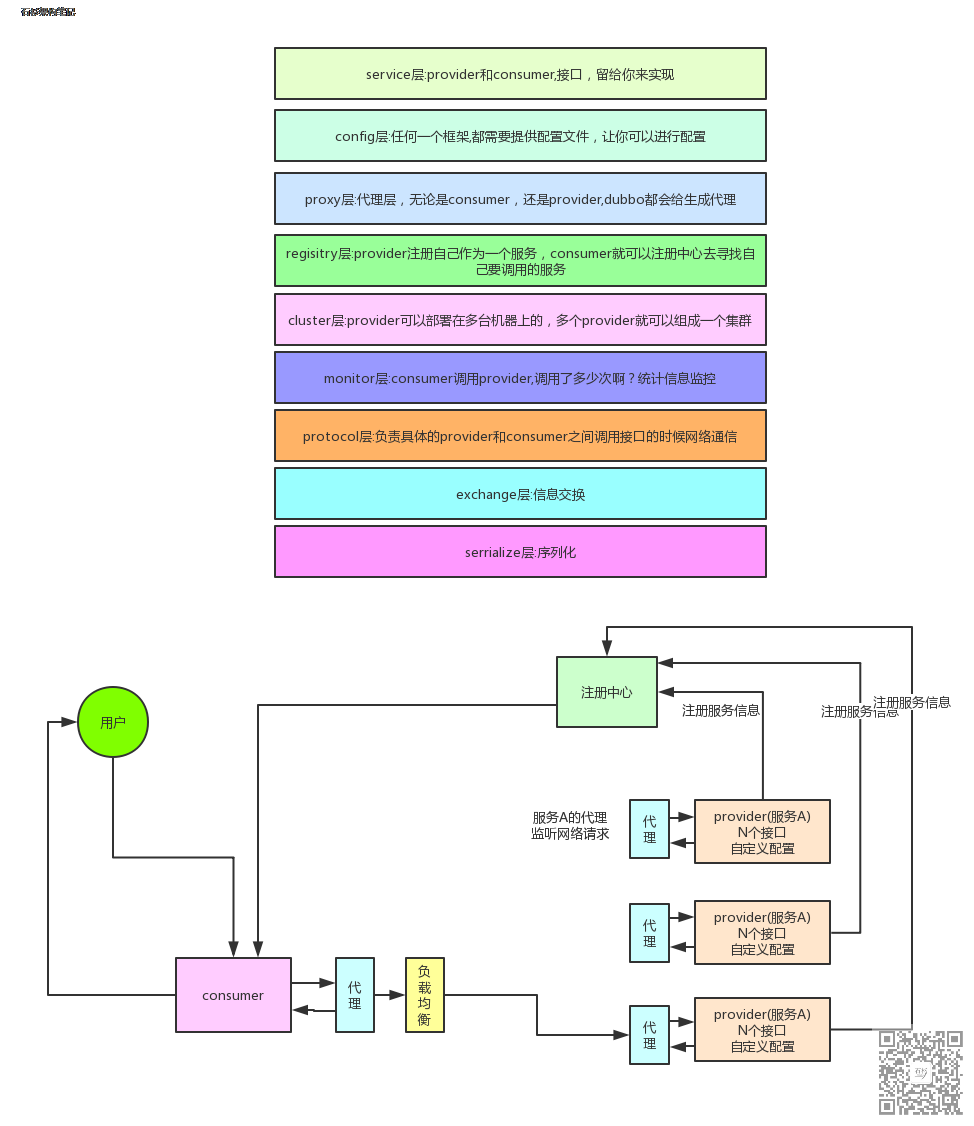 service层:provider和consumer,接口，留给你来实现
config层:任何一个框架,都需要提供配置文件，让你可以进行配置
proxy层:代理层，无论是consumer，还是provider,dubbo都会给生成代理
regisitry层:provider注册自己作为一个服务，consumer就可以注册中心去寻找自
己要调用的服务
cluster层:provider可以部署在多台机器上的，多个provider就可以组成一个集群
monitor层:consumer调用provider,调用了多少次啊？统计信息监控
protocol层:负责具体的provider和consumer之间调用接口的时候网络通信
exchange层:信息交换
serrialize层:序列化
注册中心
用户
注册服务信息
注册服务信息
注册服务信息
服务A的代理
监听网络请求
代
理
provider(服务A)
N个接口
自定义配置
代
理
provider(服务A)
N个接口
自定义配置
consumer
代
理
负
载
均
衡
代
理
provider(服务A)
N个接口
自定义配置